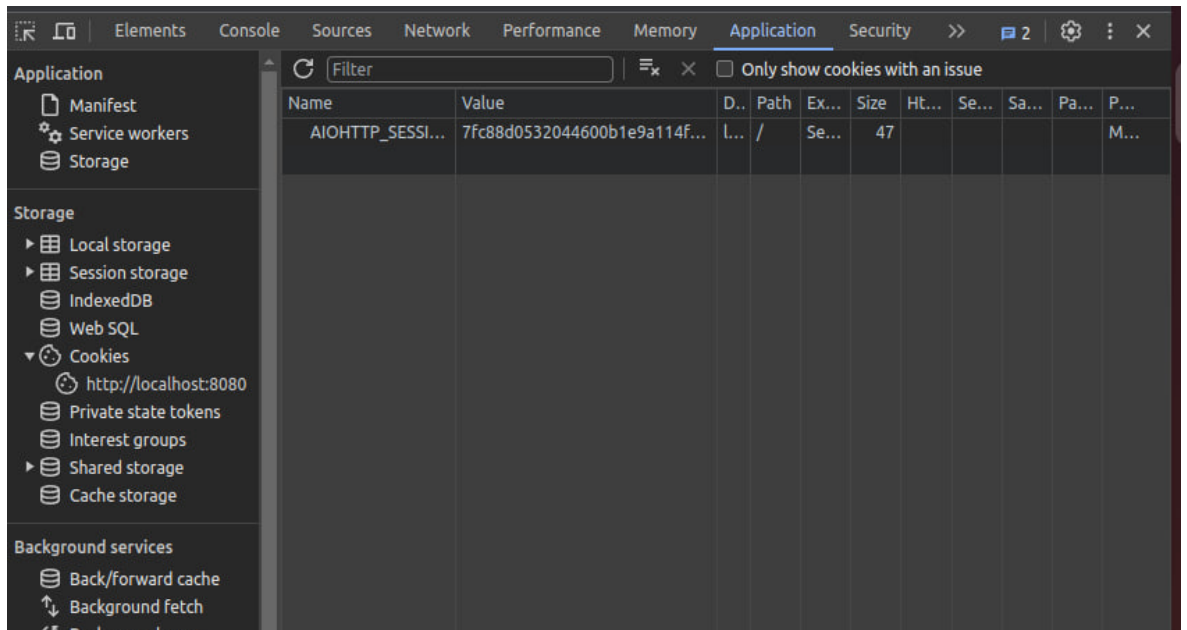 Elements Console Sources Network Performance Memory Application Security >> 2
Application
Manifest
Service workers
Storage
Storage
Local storage
Session storage
IndexedDB
Web SQL
Cookies
http://localhost:8080
Private state tokens
Interest groups
Shared storage
Cache storage
Background services
Back/forward cache
Background fetch
Filter Only show cookies with an issue
Name Value D... Path Ex... Size Ht... Se... Sa... Pa... P...
AIOHTTP_SESSI... 7fc88d0532044600b1e9a114f... l... / Se... 47 M...